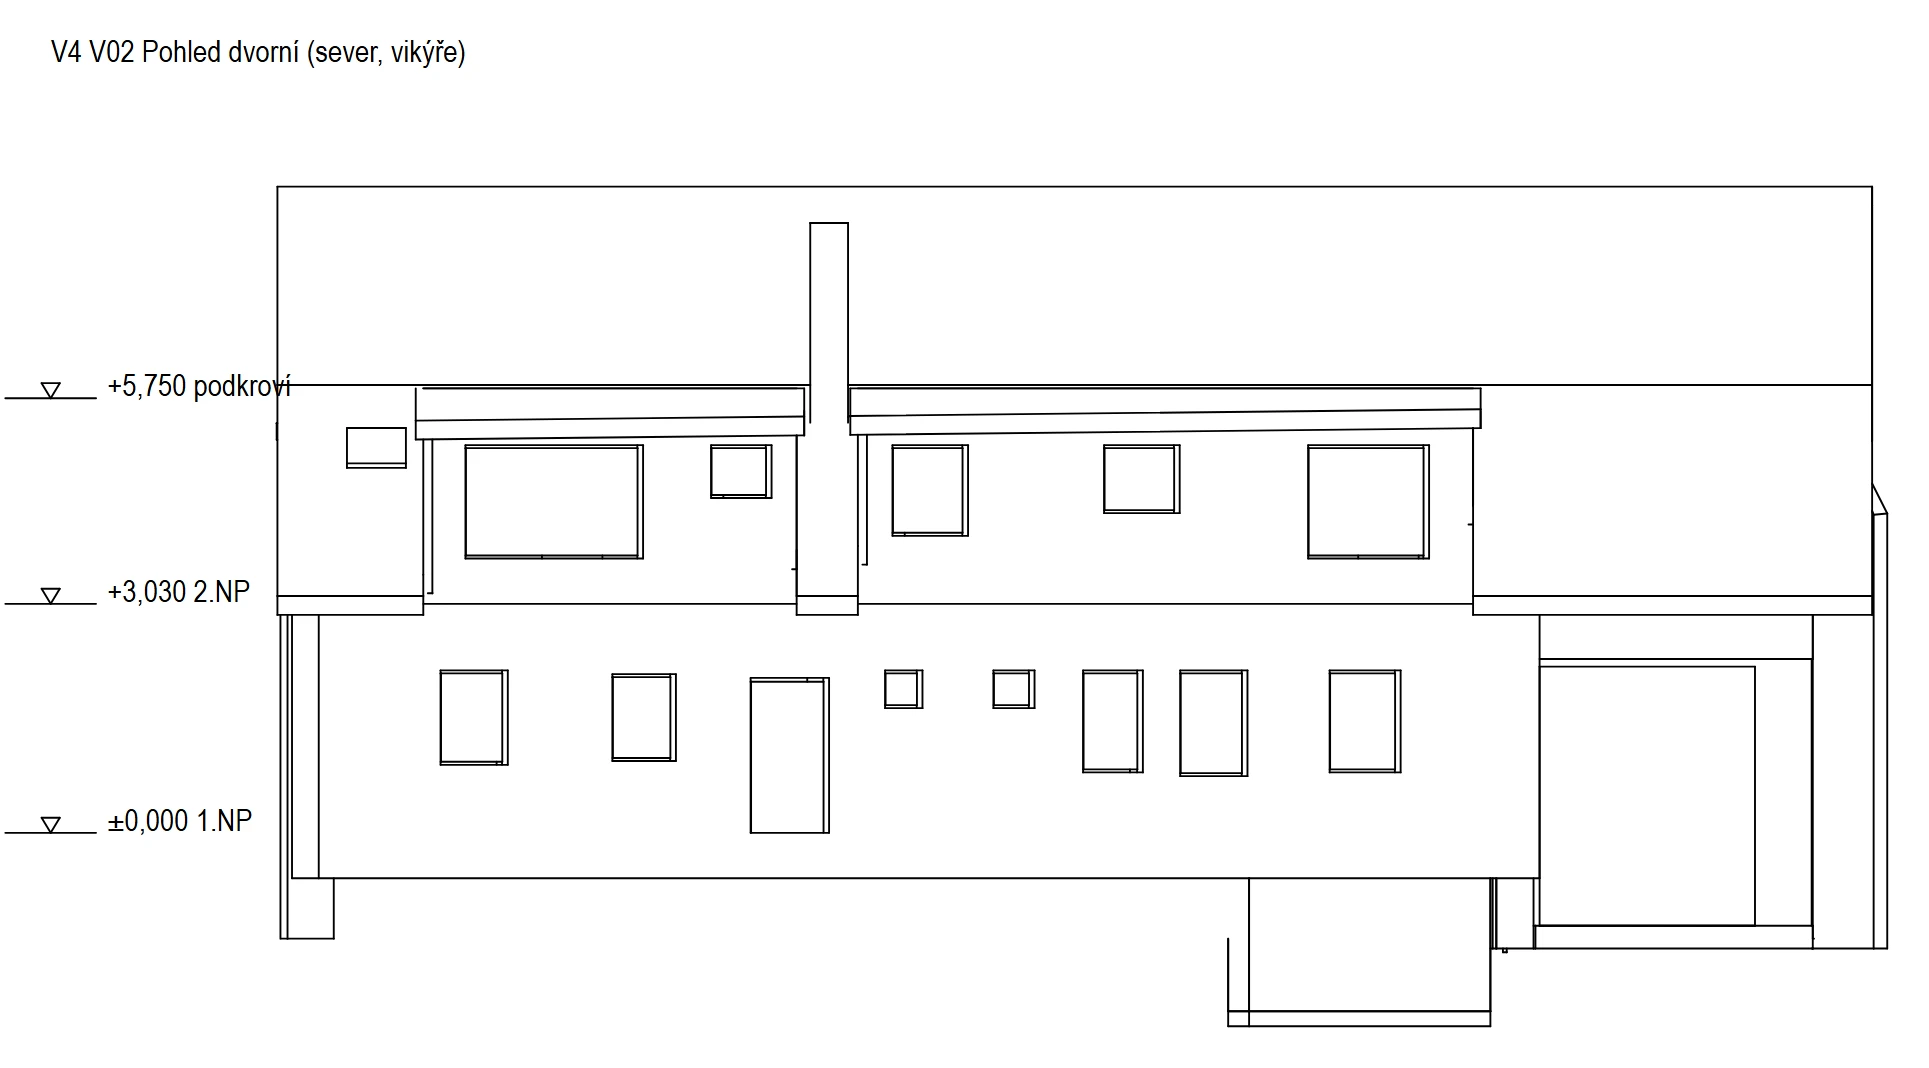 V4 V02 Pohled dvorní (sever, vikýře)
+5,750 podkroví
+3,030 2.NP
±0,000 1.NP